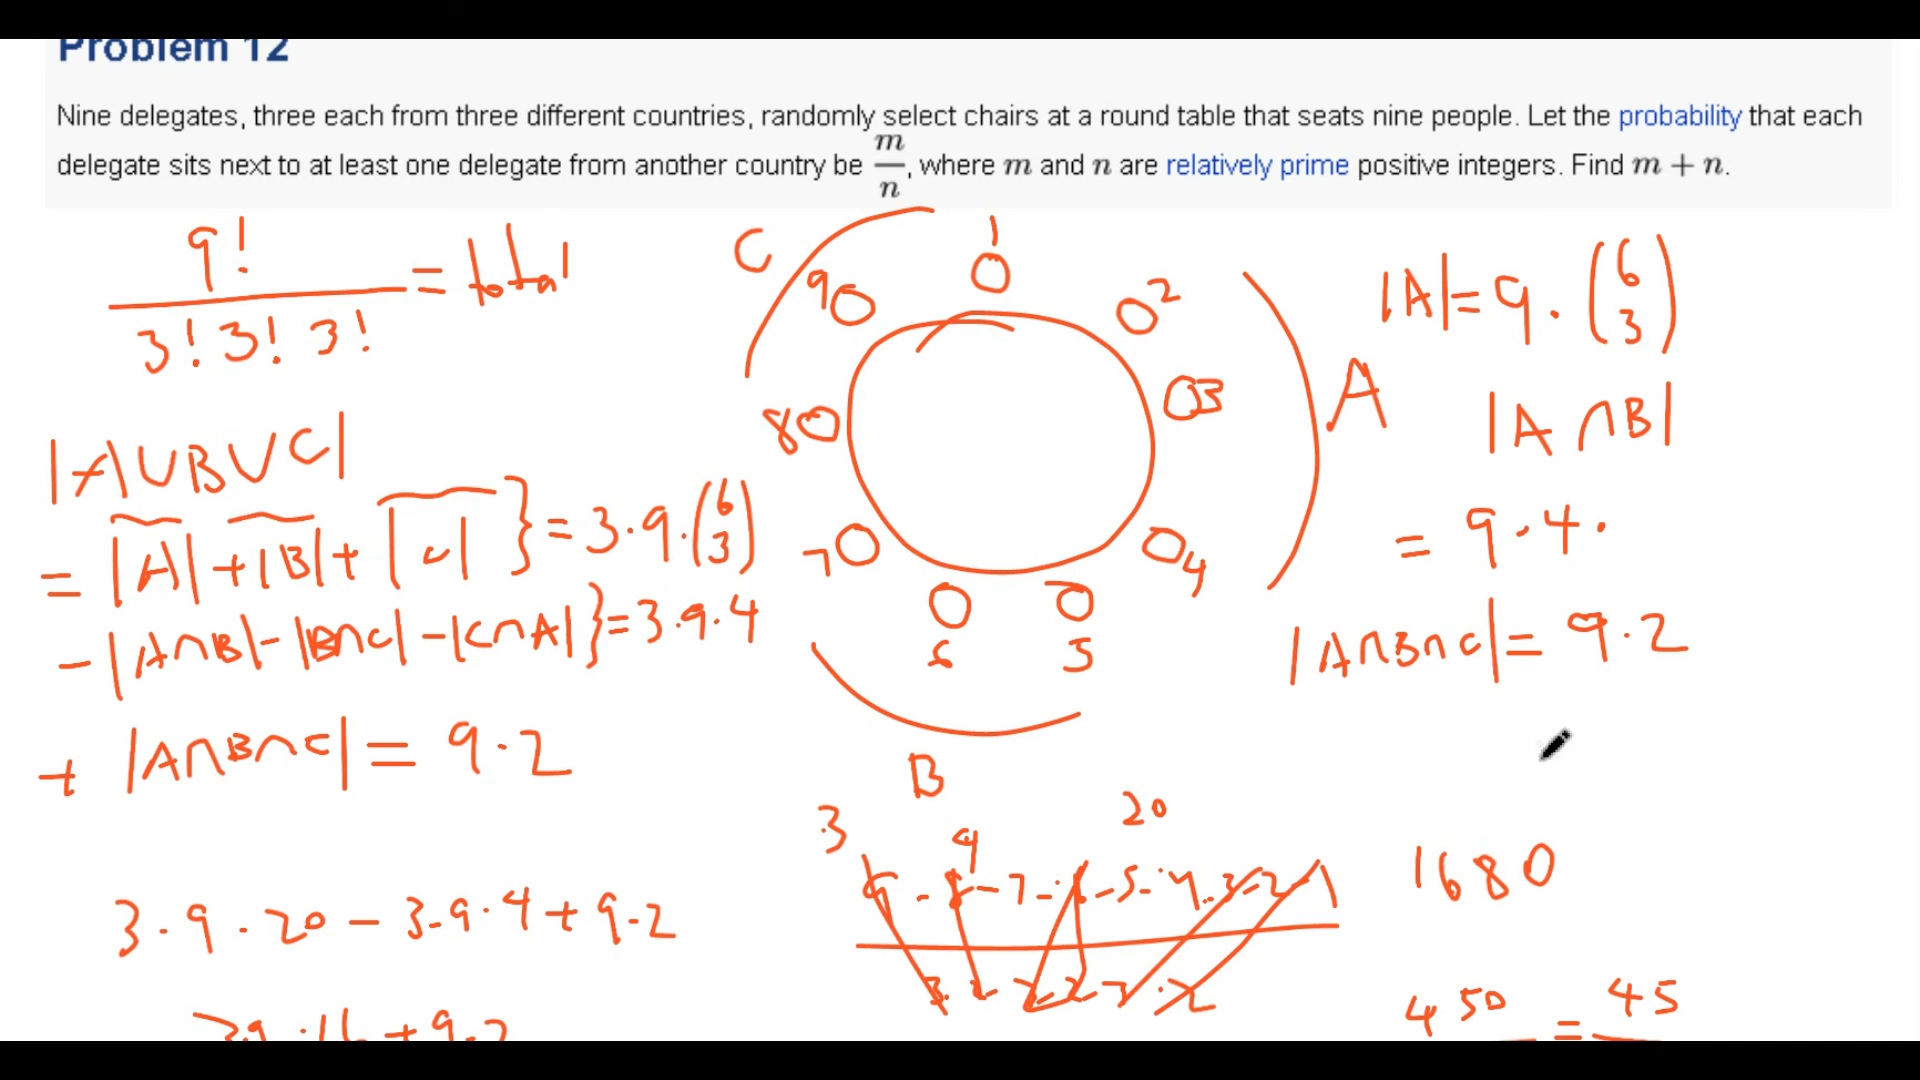 Problem 12
Nine delegates, three each from three different countries, randomly select chairs at a round table that seats nine people. Let the probability that each
delegate sits next to at least one delegate from another country be m/n, where m and n are relatively prime positive integers. Find m + n.
9!
3! 3! 3!
= total
|A∪B∪C|
= |A| + |B| + |C| } = 3·9·(6 3)
- |A∩B| - |B∩C| - |C∩A| } = 3·9·4
+ |A∩B∩C| = 9·2
3·9·20 - 3·9·4 + 9·2
C
1
2
3
4
5
6
7
8
9
A
B
|A| = 9·(6 3)
|A∩B|
= 9·4·
|A∩B∩C| = 9·2
3
4
20
1680
450 = 45